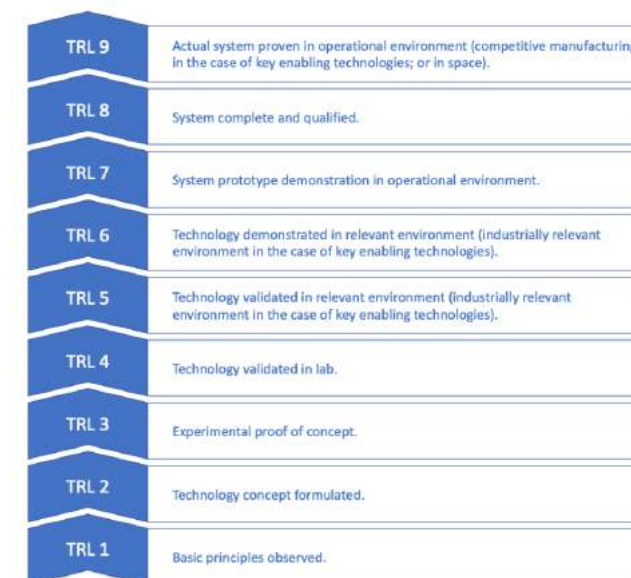 TRL 9
Actual system proven in operational environment (competitive manufacturing
in the case of key enabling technologies; or in space).
TRL 8
System complete and qualified.
TRL 7
System prototype demonstration in operational environment.
TRL 6
Technology demonstrated in relevant environment (industrially relevant
environment in the case of key enabling technologies).
TRL 5
Technology validated in relevant environment (industrially relevant
environment in the case of key enabling technologies).
TRL 4
Technology validated in lab.
TRL 3
Experimental proof of concept.
TRL 2
Technology concept formulated.
TRL 1
Basic principles observed.